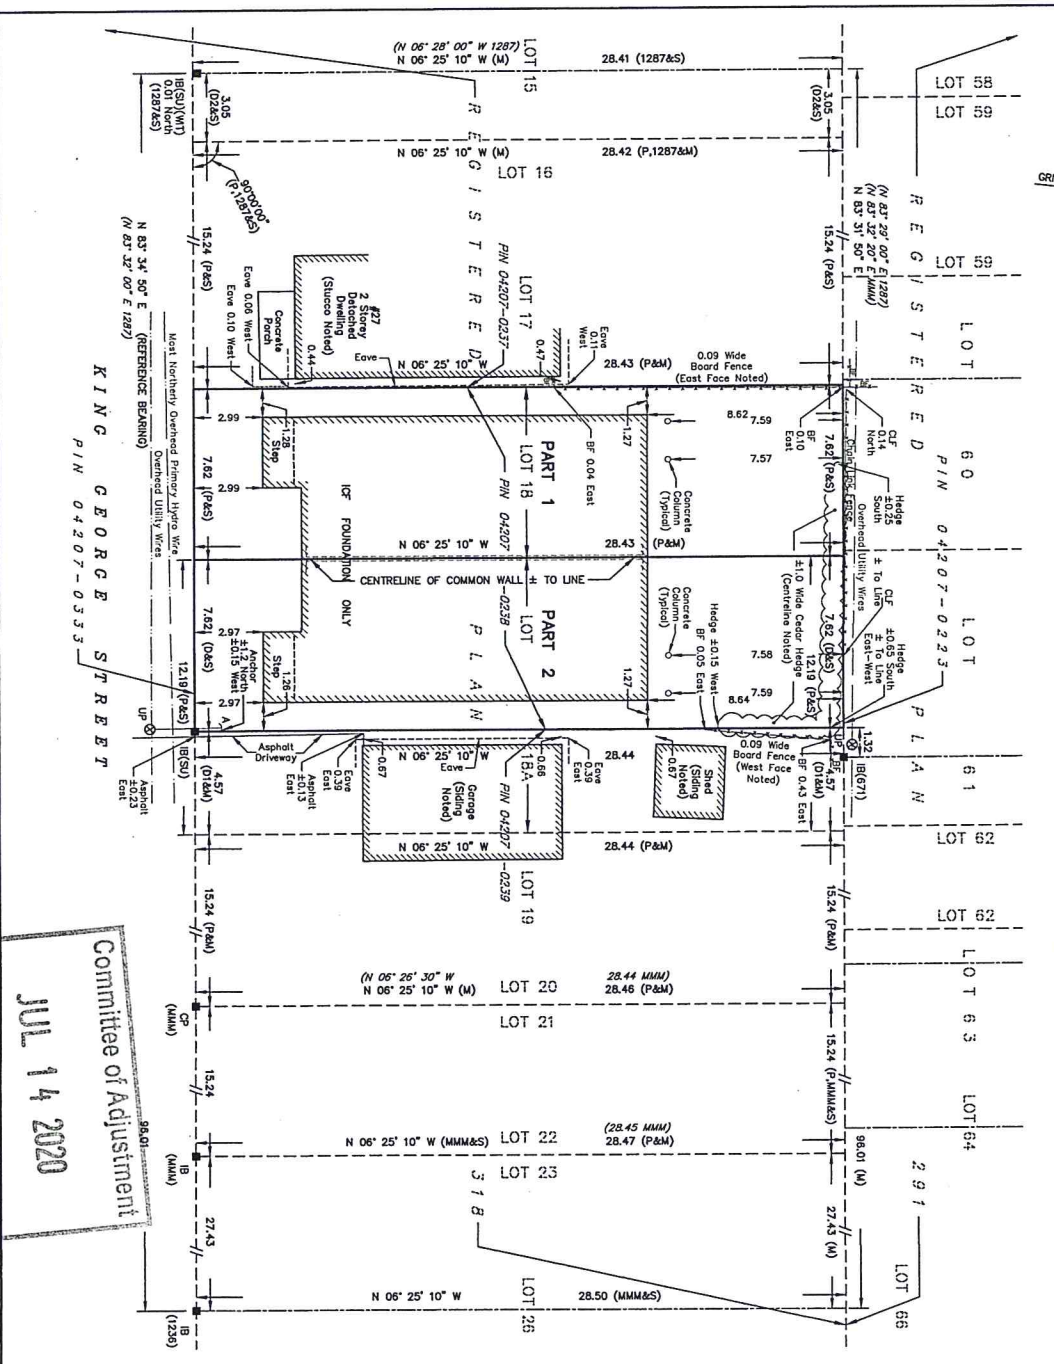 (N 06° 28' 00" W 1287)
N 06° 25' 10" W (M)
LOT 15
28.41 (1287&S)
LOT 58
LOT 59
IB(SU)(WIT)
0.01 North
(1287&S)
3.05
(D2&S)
3.05
(D2&S)
N 06° 25' 10" W (M)
28.42 (P,1287&M)
LOT 16
90°00'00"
(P,1287&S)
REGISTERED
REGISTERED
(N 83° 29' 00" E 1287)
(N 83° 32' 20" E MMM)
N 83° 31' 50" E
15.24 (P&S)
15.24 (P&S)
LOT 59
GRI
N 83° 34' 50" E (REFERENCE BEARING)
(N 83° 32' 00" E 1287)
#27
2 Storey
Detached
Dwelling
(Stucco Noted)
Concrete
Porch
Eave 0.06 West
Eave 0.10 West
0.44
Eave
PIN 04207-0237
LOT 17
N 06° 25' 10" W
0.47
Eave
0.11
West
28.43 (P&M)
0.09 Wide
Board Fence
(East Face Noted)
LOT 60
PIN 04207-0223
Most Northerly Overhead Primary Hydro Wire
Overhead Utility Wires
KING GEORGE STREET
PIN 04207-0333
2.99
1.28
Step
7.62
(P&S)
2.99
BF 0.04 East
1.27
8.62
7.59
7.57
Concrete
Column
(Typical)
BF
0.10
East
CLF
0.14
North
7.62 (P&S)
Hedge
±0.25
South
Chain Link Fence
Overhead Utility Wires
PART 1
LOT 18
PIN 04207-0238
ICF FOUNDATION ONLY
N 06° 25' 10" W
28.43 (P&M)
CENTRELINE OF COMMON WALL ± TO LINE
PART 2
LOT
PLAN
7.62 (D&S)
2.97
Step
1.26
2.97
12.19 (P&S)
Anchor
±1.2 North
±0.15 West
A
UP
IB(SU)
Concrete
Column
(Typical)
7.58
7.59
8.64
1.27
Hedge ±0.15 West
BF 0.05 East
±1.0 Wide Cedar Hedge
(Centreline Noted)
12.19 (P&S)
7.62 (D&S)
CLF
± To Line
Hedge
±0.65 South
± To Line
East-West
LOT 61
PLAN
1.32
UP
BF
IB(671)
4.57
(D1&M)
BF 0.43 East
0.09 Wide
Board Fence
(West Face
Noted)
Asphalt
Driveway
Asphalt
±0.23
East
Asphalt
±0.13
East
Eave
0.39
East
0.67
N 06° 25' 10" W
Eave
0.66
Eave
0.39
East
28.44
0.67
Shed
(Siding
Noted)
Garage
(Siding
Noted)
18A
PIN 04207-0239
4.57
(D1&M)
LOT 62
N 06° 25' 10" W
28.44 (P&M)
LOT 19
15.24 (P&M)
15.24 (P&M)
LOT 62
(N 06° 26' 30" W
N 06° 25' 10" W (M)
LOT 20
28.44 MMM)
28.46 (P&M)
LOT 21
LOT 63
CP
(MMM)
15.24
15.24 (P,MMM&S)
N 06° 25' 10" W (MMM&S)
LOT 22
(28.45 MMM)
28.47 (P&M)
LOT 23
LOT 64
IB
(MMM)
96.01
96.01 (M)
27.43
27.43 (M)
318
291
LOT 66
N 06° 25' 10" W
28.50 (MMM&S)
LOT 26
IB
(1236)
Committee of Adjustment
JUL 14 2020